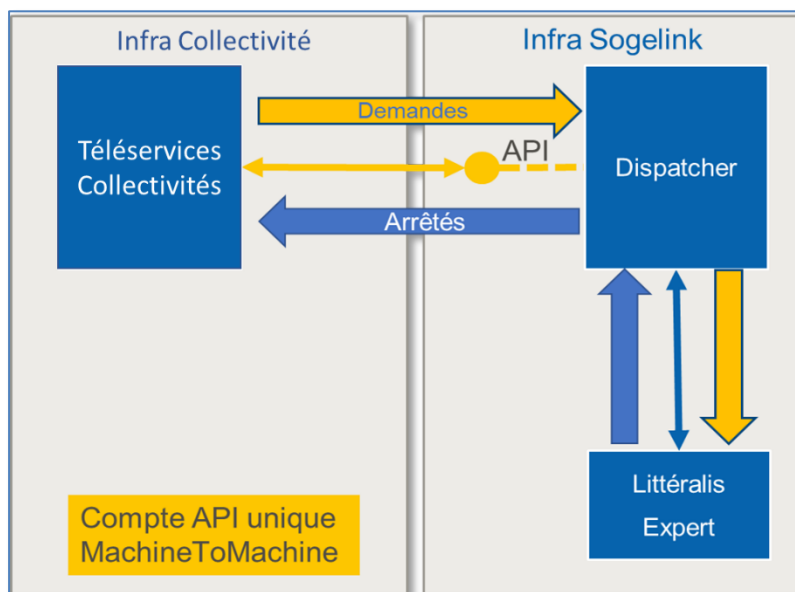 Infra Collectivité
Infra Sogelink
Téléservices
Collectivités
Demandes
API
Dispatcher
Arrêtés
Littéralis
Expert
Compte API unique
MachineToMachine